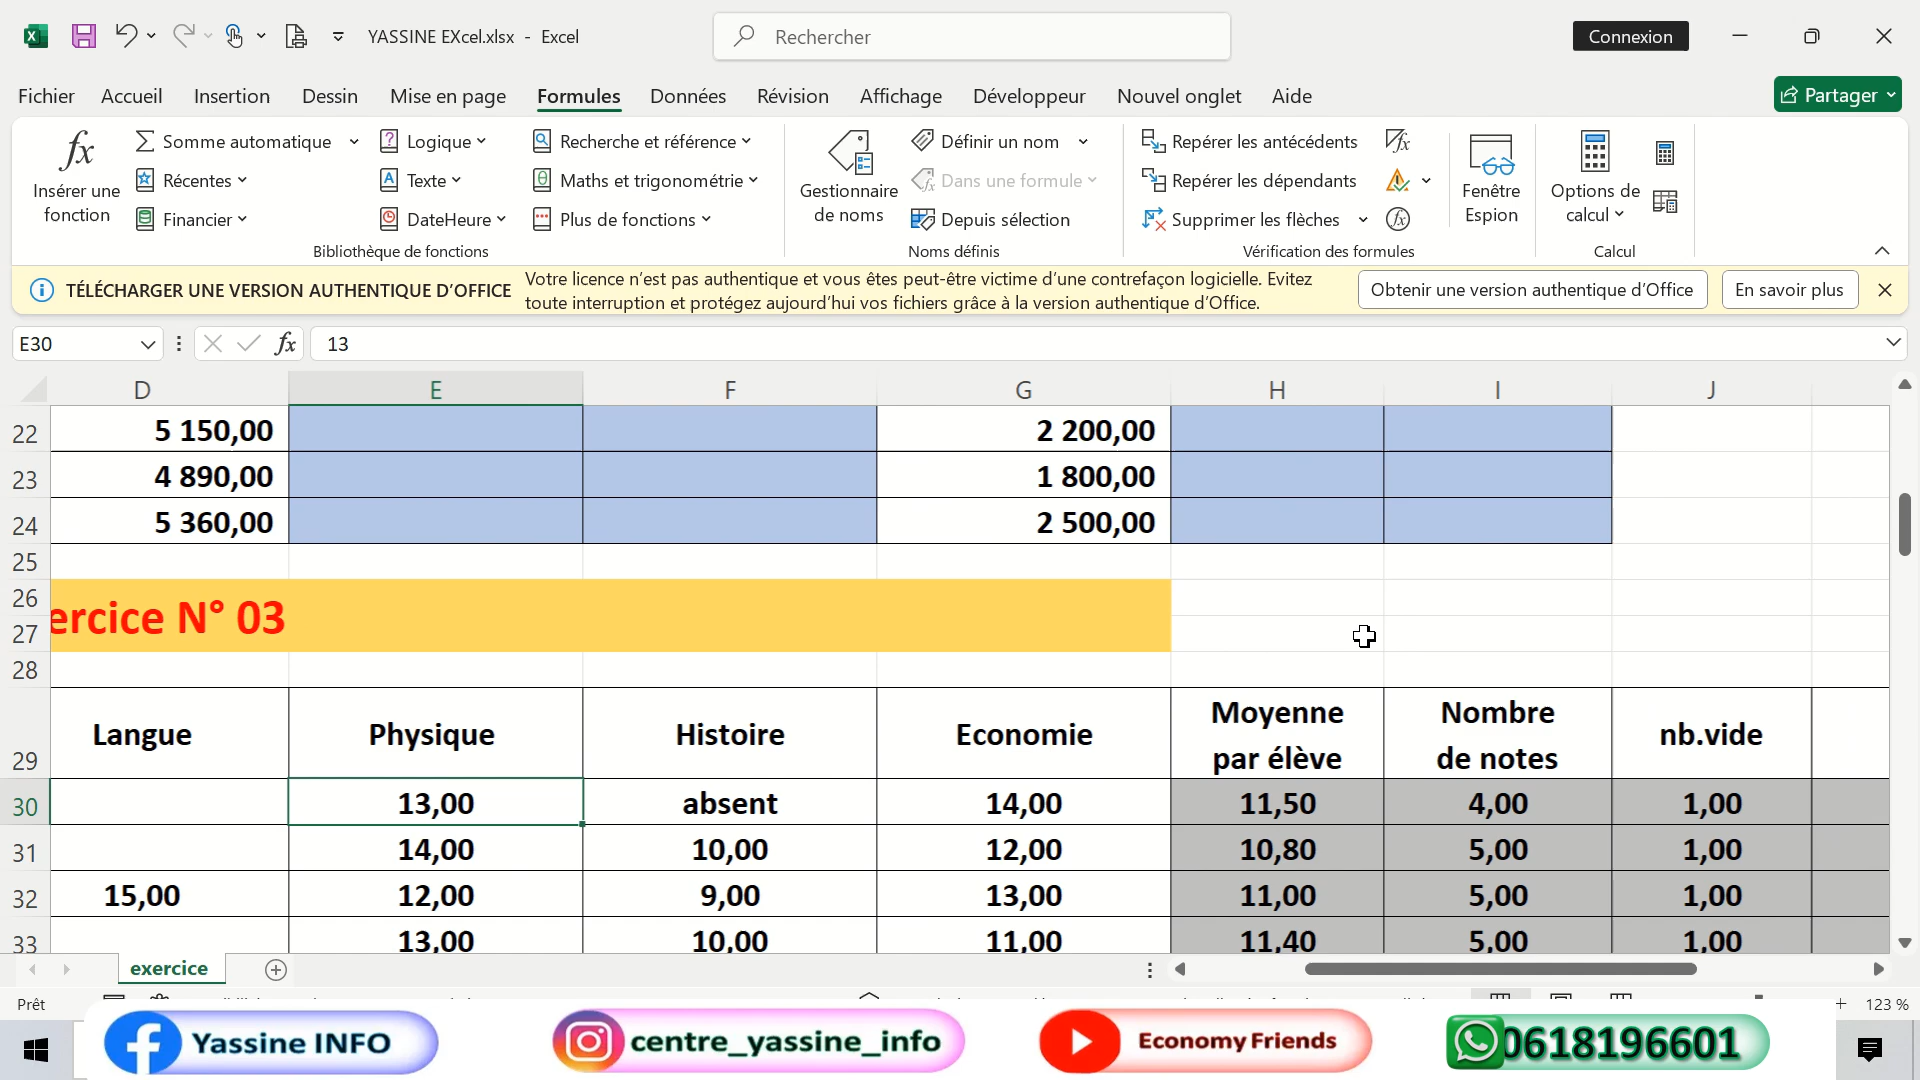 YASSINE EXcel.xlsx - Excel
Rechercher
Connexion
Fichier Accueil Insertion Dessin Mise en page Formules Données Révision Affichage Développeur Nouvel onglet Aide
Partager
Insérer une fonction
Somme automatique
Récentes
Financier
Logique
Texte
DateHeure
Recherche et référence
Maths et trigonométrie
Plus de fonctions
Bibliothèque de fonctions
Gestionnaire de noms
Définir un nom
Dans une formule
Depuis sélection
Noms définis
Repérer les antécédents
Repérer les dépendants
Supprimer les flèches
Vérification des formules
Fenêtre Espion
Options de calcul
Calcul
TÉLÉCHARGER UNE VERSION AUTHENTIQUE D’OFFICE
Votre licence n’est pas authentique et vous êtes peut-être victime d’une contrefaçon logicielle. Evitez
toute interruption et protégez aujourd’hui vos fichiers grâce à la version authentique d’Office.
Obtenir une version authentique d’Office
En savoir plus
E30
fx
13
D E F G H I J
22 5 150,00 2 200,00
23 4 890,00 1 800,00
24 5 360,00 2 500,00
25
26
ercice N° 03
27
28
29 Langue Physique Histoire Economie Moyenne par élève Nombre de notes nb.vide
30 13,00 absent 14,00 11,50 4,00 1,00
31 14,00 10,00 12,00 10,80 5,00 1,00
32 15,00 12,00 9,00 13,00 11,00 5,00 1,00
33 13,00 10,00 11,00 11,40 5,00 1,00
exercice
Prêt
123 %
Yassine INFO
centre_yassine_info
Economy Friends
0618196601